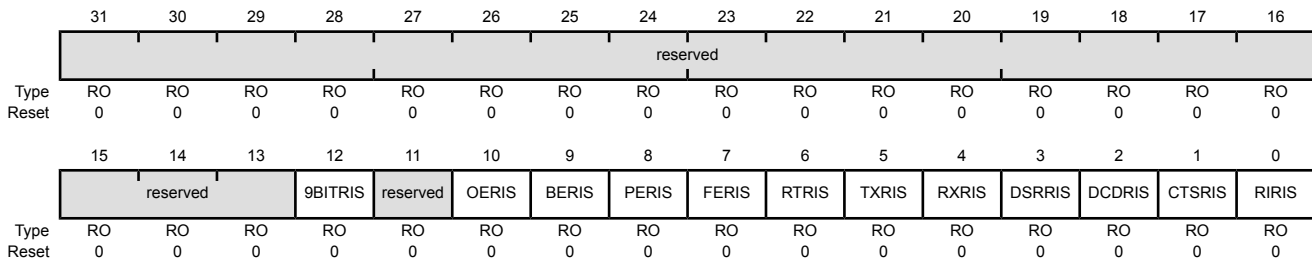 31 30 29 28 27 26 25 24 23 22 21 20 19 18 17 16
reserved
Type RO RO RO RO RO RO RO RO RO RO RO RO RO RO RO RO
Reset 0 0 0 0 0 0 0 0 0 0 0 0 0 0 0 0
15 14 13 12 11 10 9 8 7 6 5 4 3 2 1 0
reserved 9BITRIS reserved OERIS BERIS PERIS FERIS RTRIS TXRIS RXRIS DSRRIS DCDRIS CTSRIS RIRIS
Type RO RO RO RO RO RO RO RO RO RO RO RO RO RO RO RO
Reset 0 0 0 0 0 0 0 0 0 0 0 0 0 0 0 0